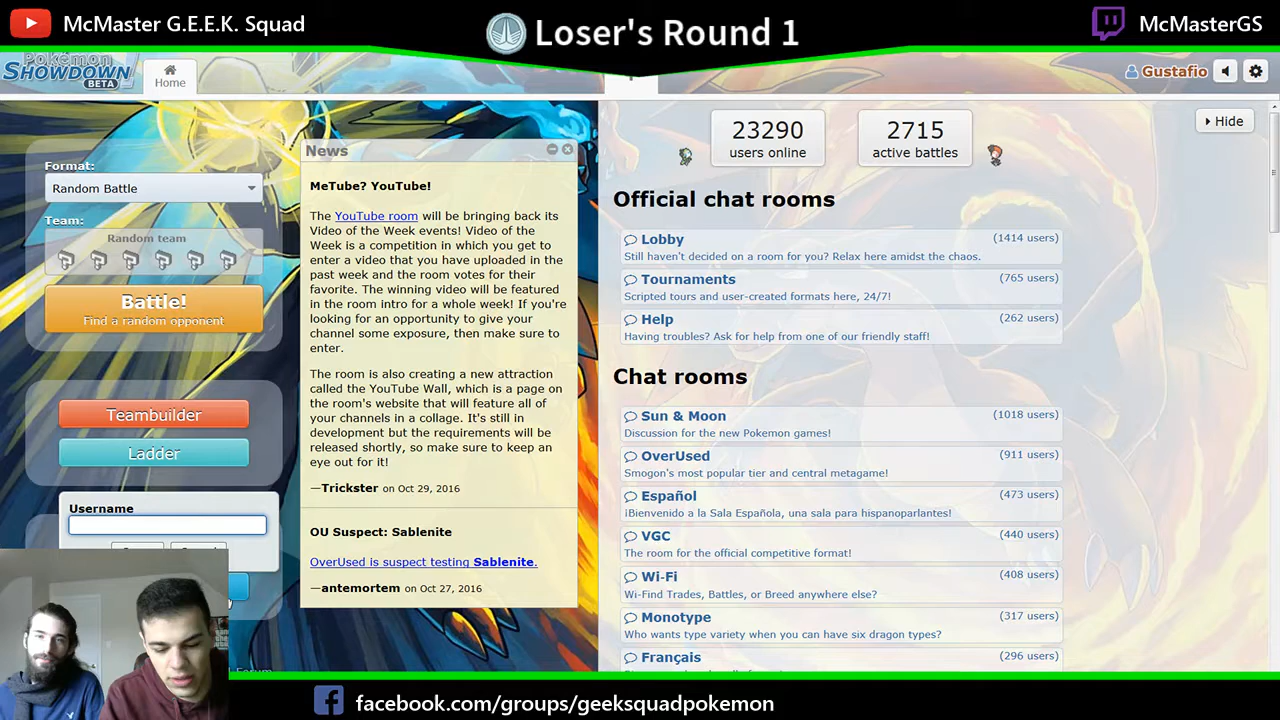 McMaster G.E.E.K. Squad
Loser's Round 1
McMasterGS
Pokémon
SHOWDOWN
BETA
Home
Gustafio
Format:
Random Battle
Team:
Random team
Battle!
Find a random opponent
Teambuilder
Ladder
Username
News
MeTube? YouTube!
The YouTube room will be bringing back its
Video of the Week events! Video of the
Week is a competition in which you get to
enter a video that you have uploaded in the
past week and the room votes for their
favorite. The winning video will be featured
in the room intro for a whole week! If you're
looking for an opportunity to give your
channel some exposure, then make sure to
enter.
The room is also creating a new attraction
called the YouTube Wall, which is a page on
the room's website that will feature all of
your channels in a collage. It's still in
development but the requirements will be
released shortly, so make sure to keep an
eye out for it!
—Trickster on Oct 29, 2016
OU Suspect: Sablenite
OverUsed is suspect testing Sablenite.
—antemortem on Oct 27, 2016
23290
users online
2715
active battles
Hide
Official chat rooms
Lobby (1414 users)
Still haven't decided on a room for you? Relax here amidst the chaos.
Tournaments (765 users)
Scripted tours and user-created formats here, 24/7!
Help (262 users)
Having troubles? Ask for help from one of our friendly staff!
Chat rooms
Sun & Moon (1018 users)
Discussion for the new Pokemon games!
OverUsed (911 users)
Smogon's most popular tier and central metagame!
Español (473 users)
¡Bienvenido a la Sala Española, una sala para hispanoparlantes!
VGC (440 users)
The room for the official competitive format!
Wi-Fi (408 users)
Wi-Find Trades, Battles, or Breed anywhere else?
Monotype (317 users)
Who wants type variety when you can have six dragon types?
Français (296 users)
Forum
facebook.com/groups/geeksquadpokemon